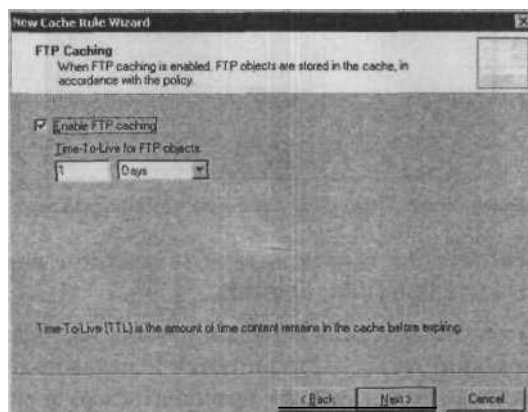 New Cache Rule Wizard
FTP Caching
When FTP caching is enabled, FTP objects are stored in the cache, in
accordance with the policy.
Enable FTP caching
Time-To-Live for FTP objects
1 Days
Time-To-Live (TTL) is the amount of time content remains in the cache before expiring.
< Back Next > Cancel